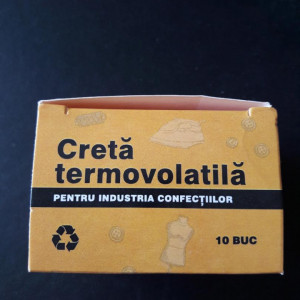 Cretă
termovolatilă
PENTRU INDUSTRIA CONFECȚIILOR
10 BUC